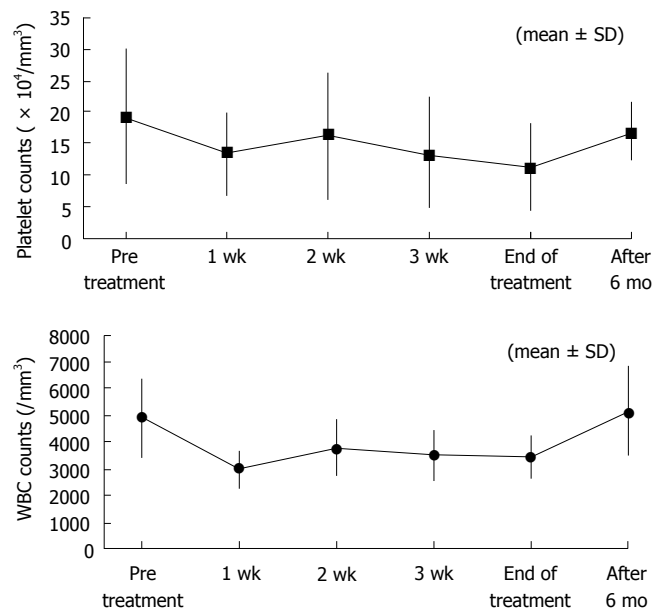 Platelet counts ( × 10⁴/mm³)
35
30
25
20
15
10
5
0
(mean ± SD)
Pre treatment
1 wk
2 wk
3 wk
End of treatment
After 6 mo
WBC counts (/mm³)
8000
7000
6000
5000
4000
3000
2000
1000
0
(mean ± SD)
Pre treatment
1 wk
2 wk
3 wk
End of treatment
After 6 mo